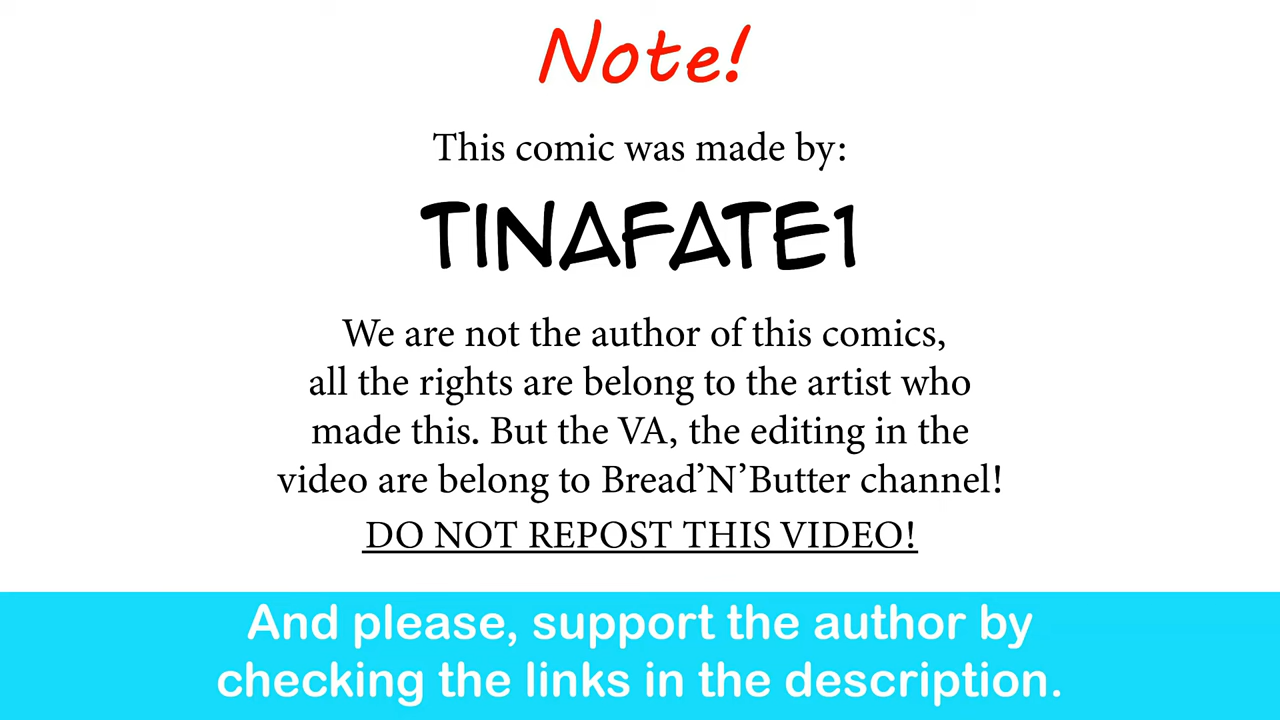 Note!
This comic was made by:
TINAFATE1
We are not the author of this comics,
all the rights are belong to the artist who
made this. But the VA, the editing in the
video are belong to Bread’N’Butter channel!
DO NOT REPOST THIS VIDEO!
And please, support the author by
checking the links in the description.